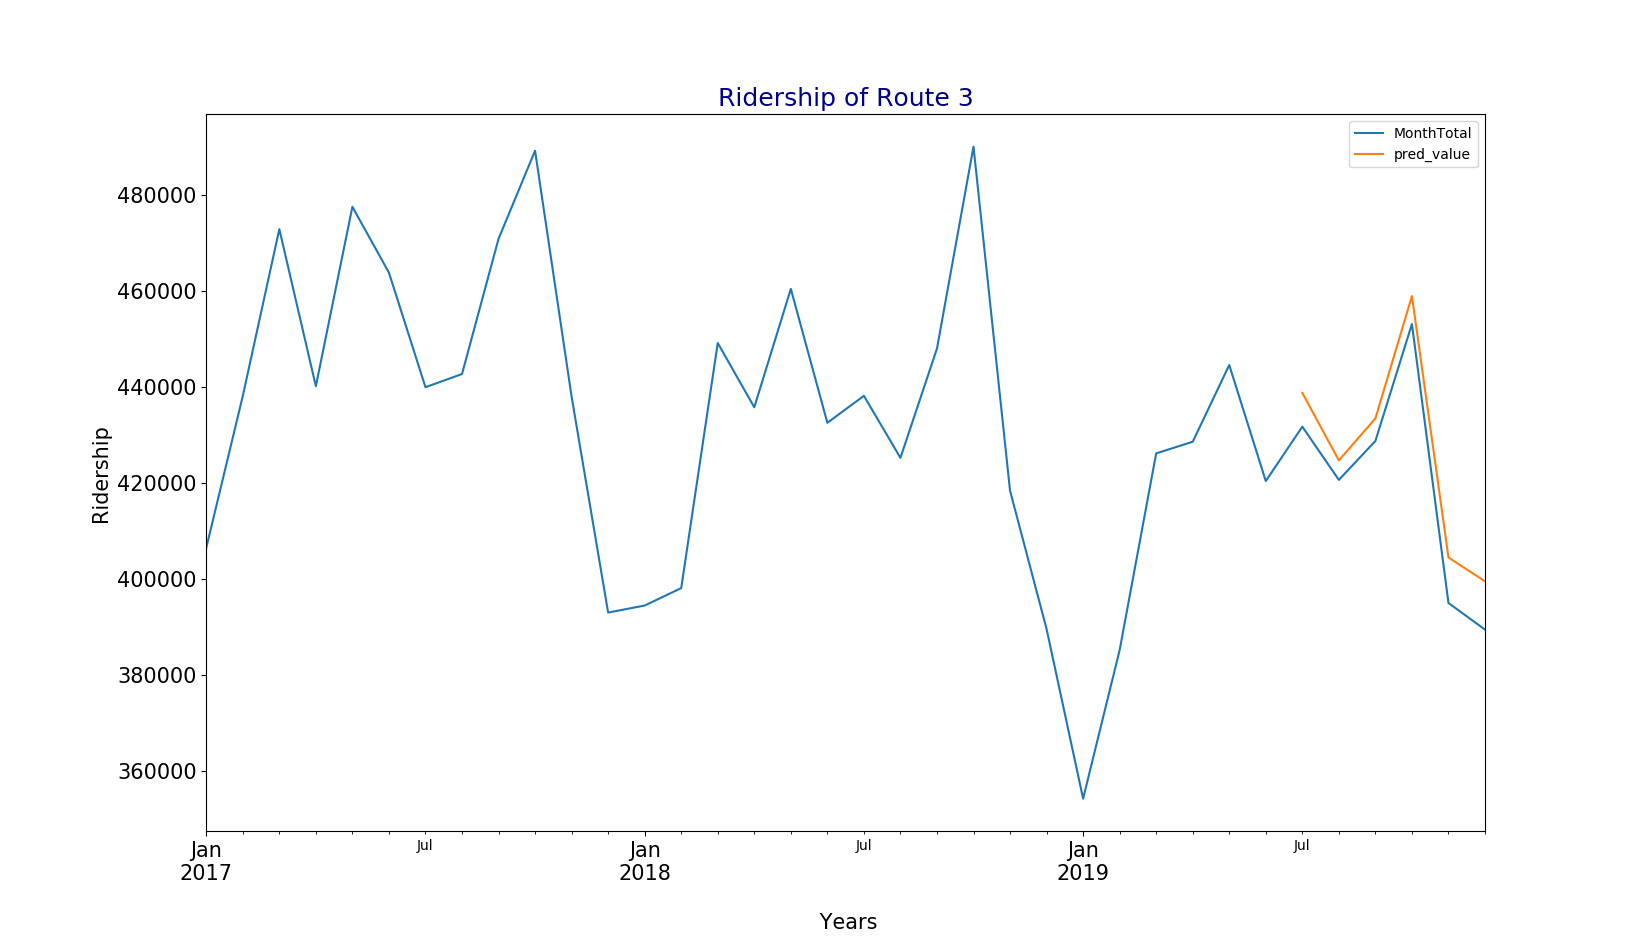 Ridership of Route 3
MonthTotal
pred_value
480000
460000
440000
420000
400000
380000
360000
Ridership
Jan
2017
Jul
Jan
2018
Jul
Jan
2019
Jul
Years